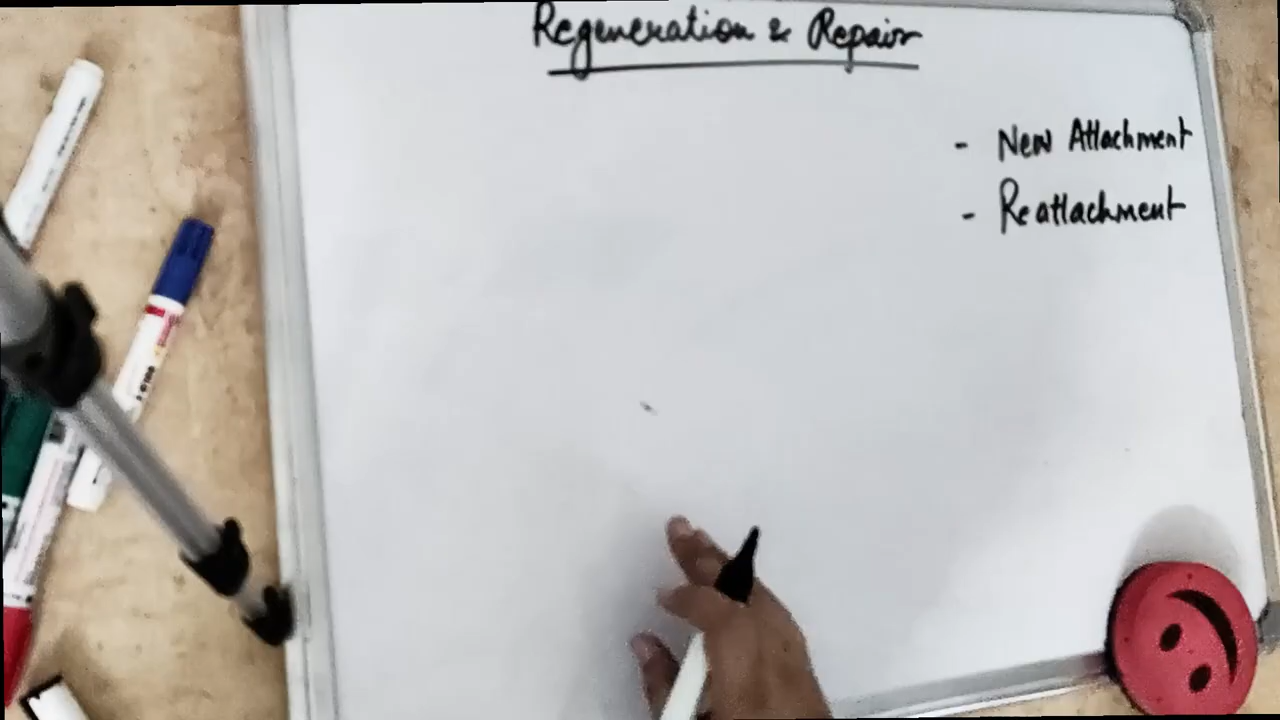 Regeneration & Repair
- New Attachment
- Reattachment